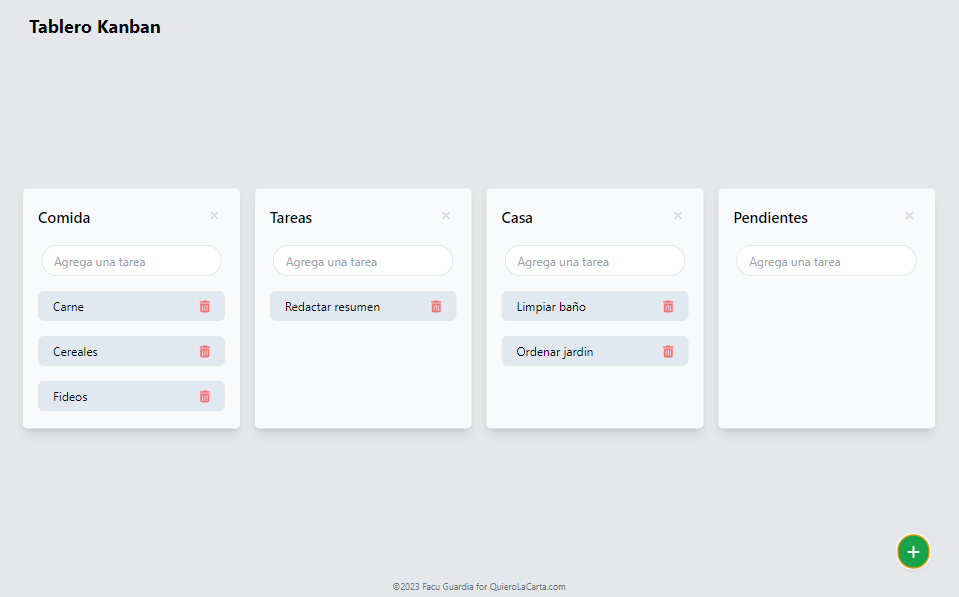 Tablero Kanban
Comida
Agrega una tarea
Carne
Cereales
Fideos
Tareas
Agrega una tarea
Redactar resumen
Casa
Agrega una tarea
Limpiar baño
Ordenar jardin
Pendientes
Agrega una tarea
©2023 Facu Guardia for QuieroLaCarta.com